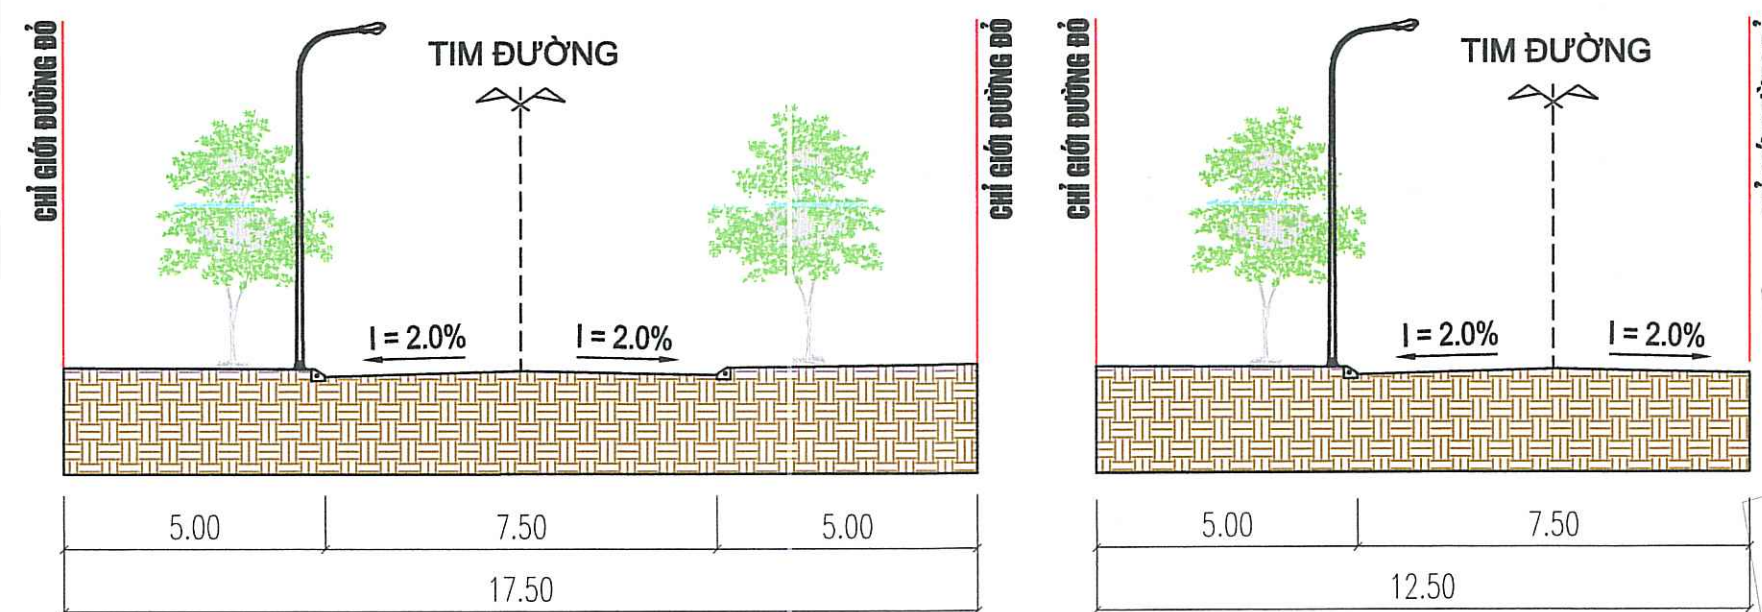 CHỈ GIỚI ĐƯỜNG ĐỎ
TIM ĐƯỜNG
I = 2.0%
I = 2.0%
CHỈ GIỚI ĐƯỜNG ĐỎ
5.00
7.50
5.00
17.50
CHỈ GIỚI ĐƯỜNG ĐỎ
TIM ĐƯỜNG
I = 2.0%
I = 2.0%
5.00
7.50
12.50